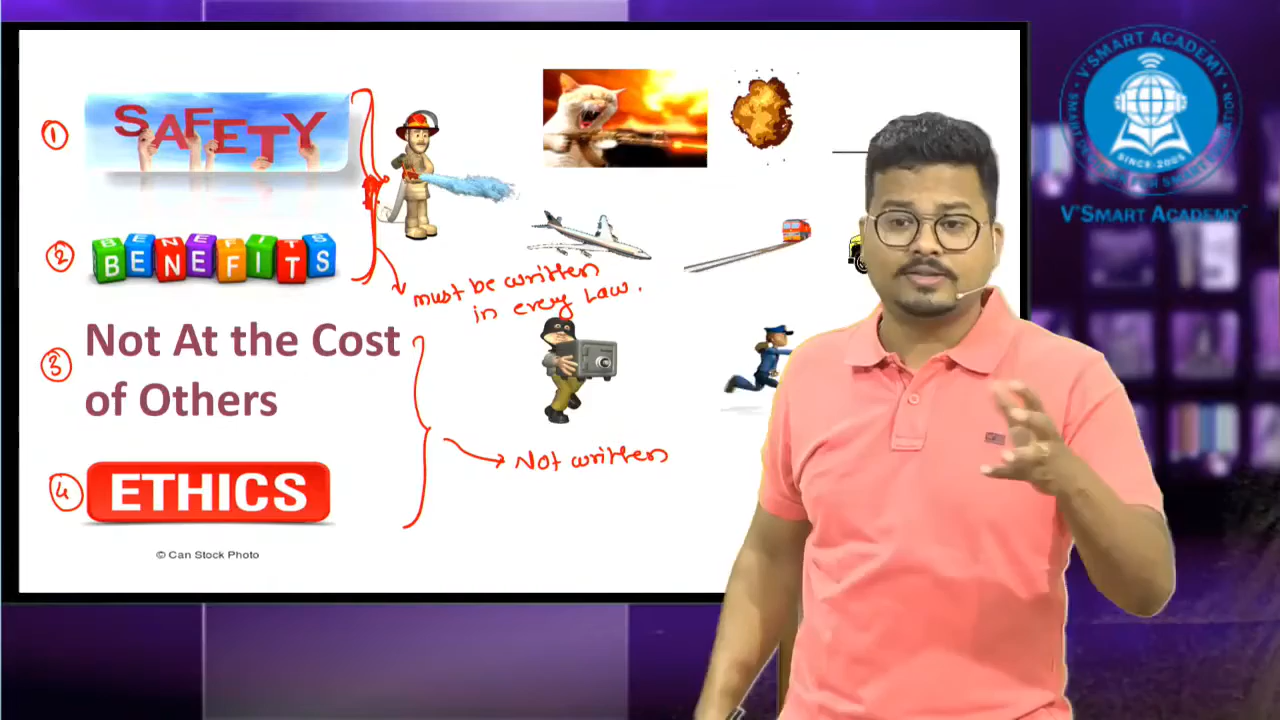 1
SAFETY
2
BENEFITS
BENEFITS
must be written
in every Law.
3
Not At the Cost
of Others
Not written
4
ETHICS
© Can Stock Photo
V'SMART ACADEMY
SINCE-2005
V'SMART ACADEMY